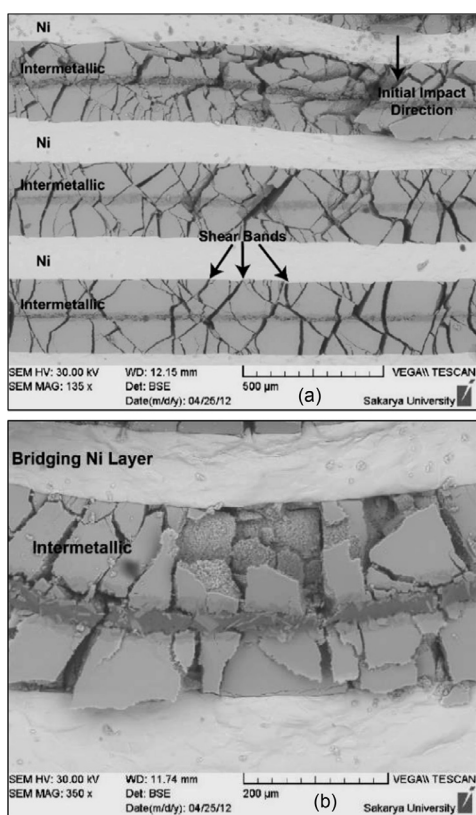 Ni
Intermetallic
Initial Impact
Direction
Ni
Intermetallic
Shear Bands
Ni
Intermetallic
SEM HV: 30.00 kV WD: 12.15 mm VEGA\\ TESCAN
SEM MAG: 135 x Det: BSE 500 µm
Date(m/d/y): 04/25/12 (a) Sakarya University
Bridging Ni Layer
Intermetallic
SEM HV: 30.00 kV WD: 11.74 mm VEGA\\ TESCAN
SEM MAG: 350 x Det: BSE 200 µm
Date(m/d/y): 04/25/12 (b) Sakarya University